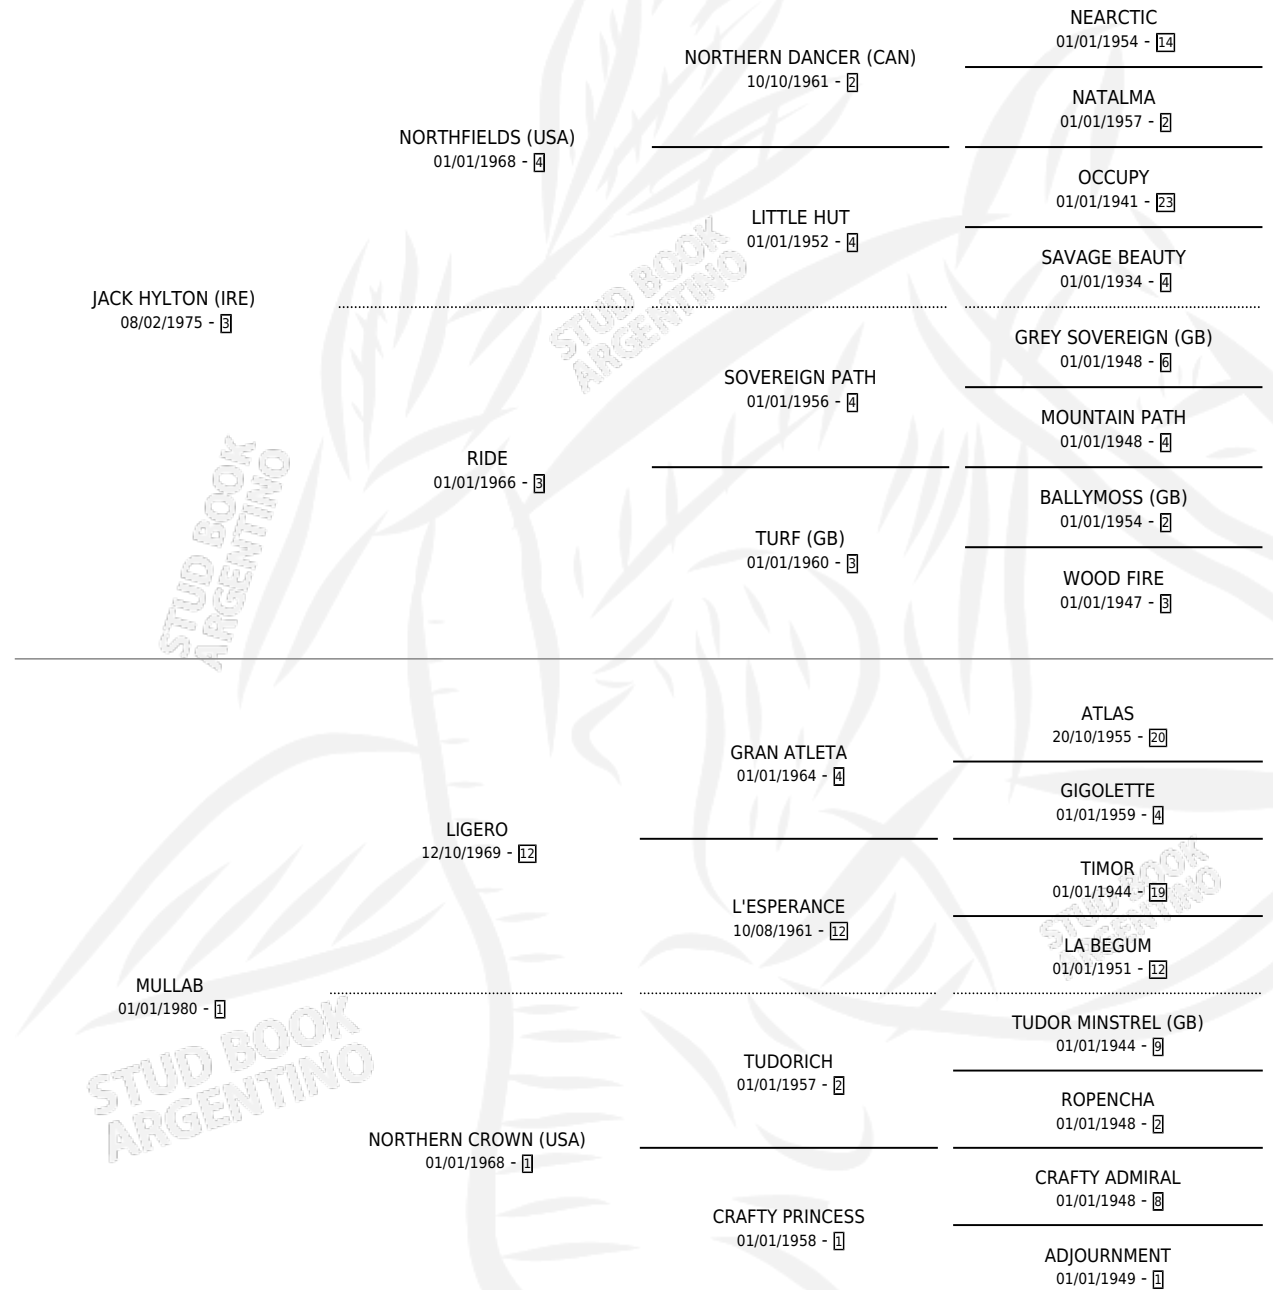 NEARCTIC
01/01/1954 - 14
NORTHERN DANCER (CAN)
10/10/1961 - 2
NATALMA
01/01/1957 - 2
NORTHFIELDS (USA)
01/01/1968 - 4
OCCUPY
01/01/1941 - 23
LITTLE HUT
01/01/1952 - 4
SAVAGE BEAUTY
01/01/1934 - 4
JACK HYLTON (IRE)
08/02/1975 - 3
STUD BOOK
ARGENTINO
GREY SOVEREIGN (GB)
01/01/1948 - 6
SOVEREIGN PATH
01/01/1956 - 4
MOUNTAIN PATH
01/01/1948 - 4
RIDE
01/01/1966 - 3
BALLYMOSS (GB)
01/01/1954 - 2
TURF (GB)
01/01/1960 - 3
WOOD FIRE
01/01/1947 - 3
STUD BOOK
ARGENTINO
ATLAS
20/10/1955 - 20
GRAN ATLETA
01/01/1964 - 4
GIGOLETTE
01/01/1959 - 4
LIGERO
12/10/1969 - 12
TIMOR
01/01/1944 - 19
L'ESPERANCE
10/08/1961 - 12
STUD BOOK
ARGENTINO
LA BEGUM
01/01/1951 - 12
MULLAB
01/01/1980 - 1
TUDOR MINSTREL (GB)
01/01/1944 - 9
STUD BOOK
ARGENTINO
TUDORICH
01/01/1957 - 2
ROPENCHA
01/01/1948 - 2
NORTHERN CROWN (USA)
01/01/1968 - 1
CRAFTY ADMIRAL
01/01/1948 - 8
CRAFTY PRINCESS
01/01/1958 - 1
ADJOURNMENT
01/01/1949 - 1